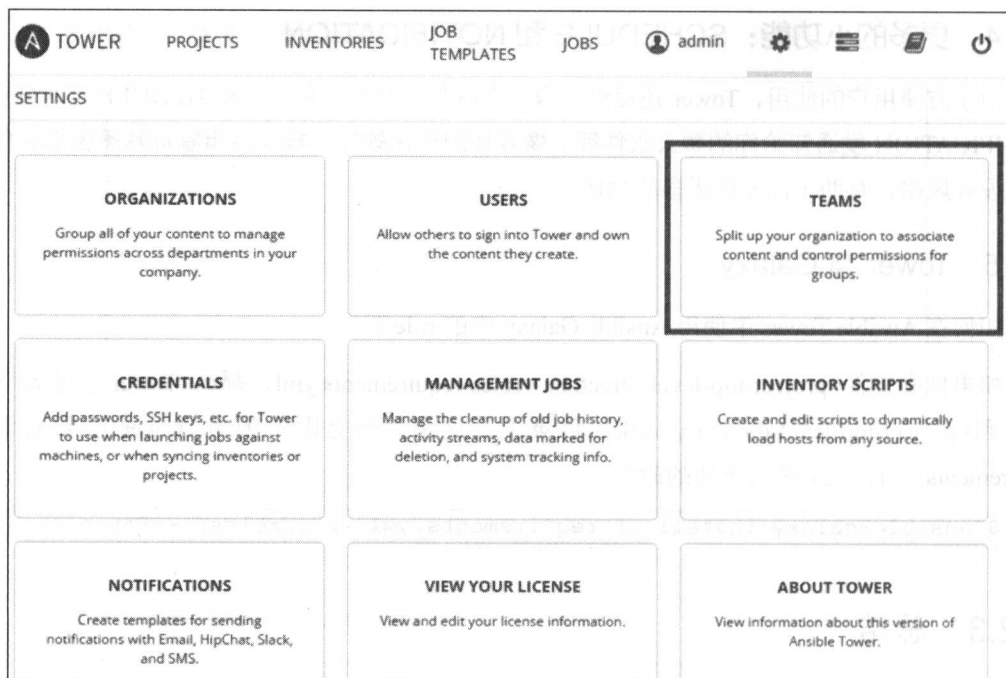 TOWER
PROJECTS
INVENTORIES
JOB
TEMPLATES
JOBS
admin
SETTINGS
ORGANIZATIONS
Group all of your content to manage
permissions across departments in your
company.
USERS
Allow others to sign into Tower and own
the content they create.
TEAMS
Split up your organization to associate
content and control permissions for
groups.
CREDENTIALS
Add passwords, SSH keys, etc. for Tower
to use when launching jobs against
machines, or when syncing inventories or
projects.
MANAGEMENT JOBS
Manage the cleanup of old job history,
activity streams, data marked for
deletion, and system tracking info.
INVENTORY SCRIPTS
Create and edit scripts to dynamically
load hosts from any source.
NOTIFICATIONS
Create templates for sending
notifications with Email, HipChat, Slack,
and SMS.
VIEW YOUR LICENSE
View and edit your license information.
ABOUT TOWER
View information about this version of
Ansible Tower.